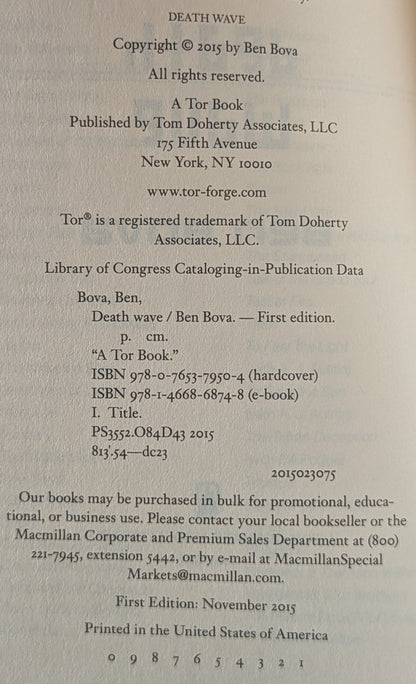 DEATH WAVE
Copyright © 2015 by Ben Bova
All rights reserved.
A Tor Book
Published by Tom Doherty Associates, LLC
175 Fifth Avenue
New York, NY 10010
www.tor-forge.com
Tor® is a registered trademark of Tom Doherty
Associates, LLC.
Library of Congress Cataloging-in-Publication Data
Bova, Ben,
Death wave / Ben Bova. — First edition.
p. cm.
“A Tor Book.”
ISBN 978-0-7653-7950-4 (hardcover)
ISBN 978-1-4668-6874-8 (e-book)
I. Title.
PS3552.O84D43 2015
813'.54—dc23
2015023075
Our books may be purchased in bulk for promotional, educa-
tional, or business use. Please contact your local bookseller or the
Macmillan Corporate and Premium Sales Department at (800)
221-7945, extension 5442, or by e-mail at MacmillanSpecial
Markets@macmillan.com.
First Edition: November 2015
Printed in the United States of America
0 9 8 7 6 5 4 3 2 1